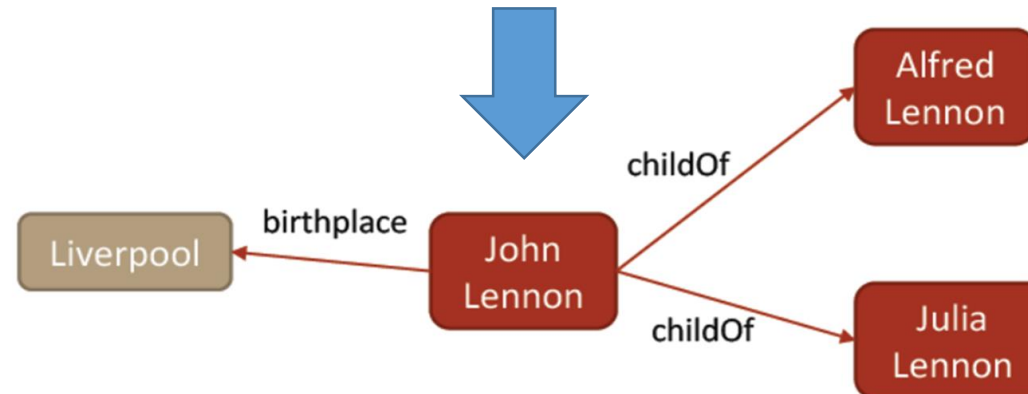 Alfred
Lennon
childOf
birthplace
Liverpool
John
Lennon
childOf
Julia
Lennon